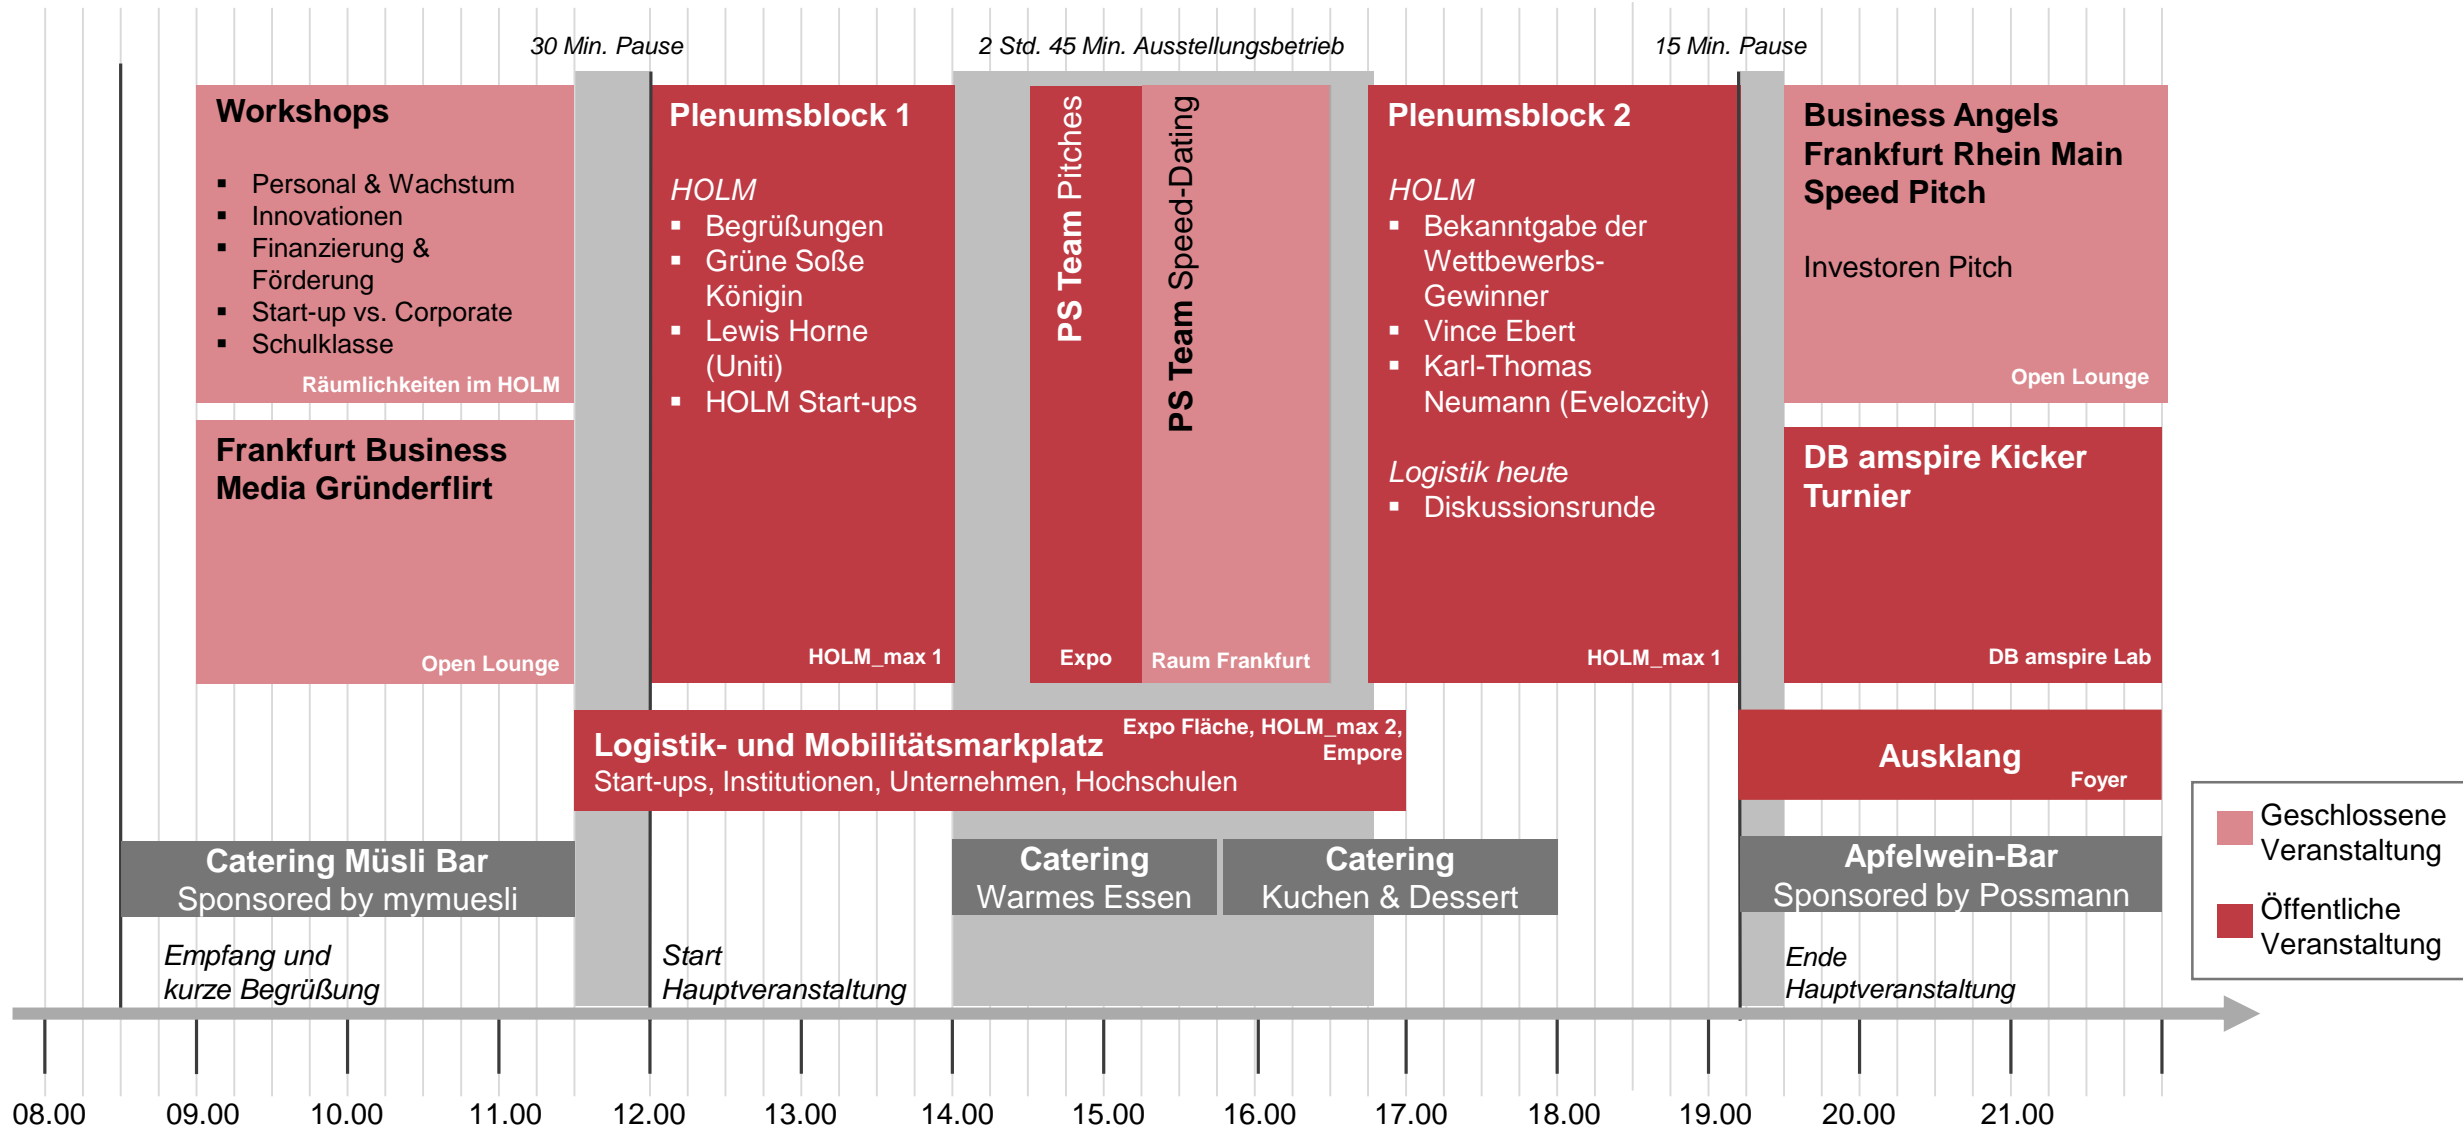 30 Min. Pause
2 Std. 45 Min. Ausstellungsbetrieb
15 Min. Pause
Workshops
▪ Personal & Wachstum
▪ Innovationen
▪ Finanzierung &
Förderung
▪ Start-up vs. Corporate
▪ Schulklasse
Räumlichkeiten im HOLM
Frankfurt Business
Media Gründerflirt
Open Lounge
Plenumsblock 1
HOLM
▪ Begrüßungen
▪ Grüne Soße
Königin
▪ Lewis Horne
(Uniti)
▪ HOLM Start-ups
HOLM_max 1
PS Team Pitches
Expo
PS Team Speed-Dating
Raum Frankfurt
Plenumsblock 2
HOLM
▪ Bekanntgabe der
Wettbewerbs-
Gewinner
▪ Vince Ebert
▪ Karl-Thomas
Neumann (Evelozcity)
Logistik heute
▪ Diskussionsrunde
HOLM_max 1
Business Angels
Frankfurt Rhein Main
Speed Pitch
Investoren Pitch
Open Lounge
DB amspire Kicker
Turnier
DB amspire Lab
Logistik- und Mobilitätsmarkplatz
Start-ups, Institutionen, Unternehmen, Hochschulen
Expo Fläche, HOLM_max 2,
Empore
Ausklang
Foyer
Catering Müsli Bar
Sponsored by mymuesli
Catering
Warmes Essen
Catering
Kuchen & Dessert
Apfelwein-Bar
Sponsored by Possmann
Empfang und
kurze Begrüßung
Start
Hauptveranstaltung
Ende
Hauptveranstaltung
Geschlossene
Veranstaltung
Öffentliche
Veranstaltung
08.00 09.00 10.00 11.00 12.00 13.00 14.00 15.00 16.00 17.00 18.00 19.00 20.00 21.00